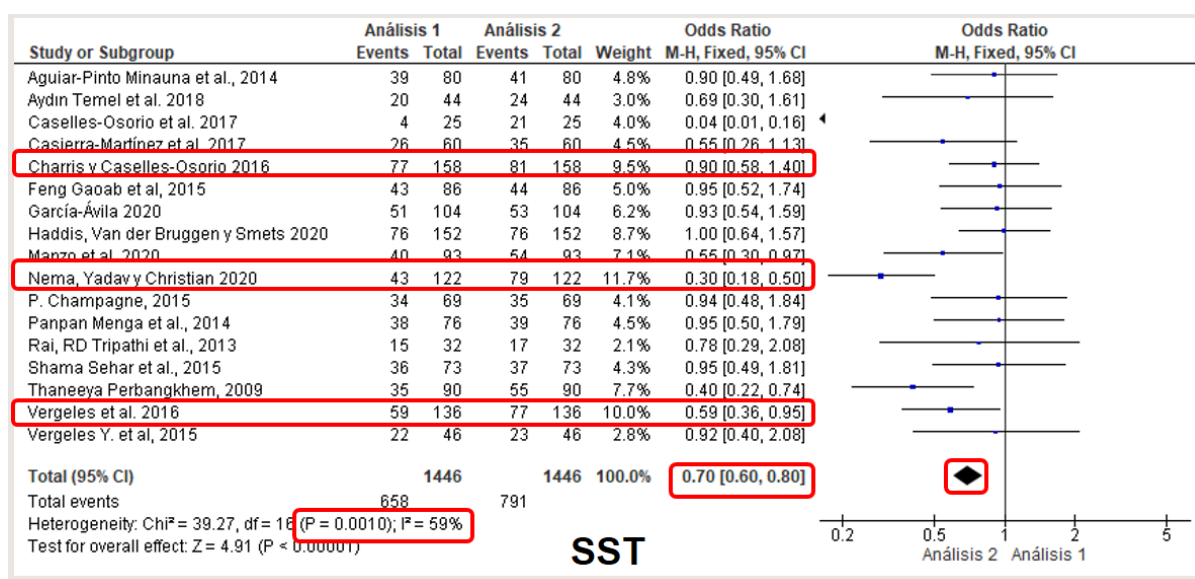 Análisis 1 Análisis 2 Odds Ratio Odds Ratio
Study or Subgroup Events Total Events Total Weight M-H, Fixed, 95% CI M-H, Fixed, 95% CI
Aguiar-Pinto Minauna et al., 2014 39 80 41 80 4.8% 0.90 [0.49, 1.68]
Aydın Temel et al. 2018 20 44 24 44 3.0% 0.69 [0.30, 1.61]
Caselles-Osorio et al. 2017 4 25 21 25 4.0% 0.04 [0.01, 0.16]
Casierra-Martínez et al. 2017 26 60 35 60 4.5% 0.55 [0.26, 1.13]
Charris y Caselles-Osorio 2016 77 158 81 158 9.5% 0.90 [0.58, 1.40]
Feng Gaoab et al, 2015 43 86 44 86 5.0% 0.95 [0.52, 1.74]
García-Ávila 2020 51 104 53 104 6.2% 0.93 [0.54, 1.59]
Haddis, Van der Bruggen y Smets 2020 76 152 76 152 8.7% 1.00 [0.64, 1.57]
Manzo et al. 2020 40 93 54 93 7.1% 0.55 [0.30, 0.97]
Nema, Yadav y Christian 2020 43 122 79 122 11.7% 0.30 [0.18, 0.50]
P. Champagne, 2015 34 69 35 69 4.1% 0.94 [0.48, 1.84]
Panpan Menga et al., 2014 38 76 39 76 4.5% 0.95 [0.50, 1.79]
Rai, RD Tripathi et al., 2013 15 32 17 32 2.1% 0.78 [0.29, 2.08]
Shama Sehar et al., 2015 36 73 37 73 4.3% 0.95 [0.49, 1.81]
Thaneeya Perbangkhem, 2009 35 90 55 90 7.7% 0.40 [0.22, 0.74]
Vergeles et al. 2016 59 136 77 136 10.0% 0.59 [0.36, 0.95]
Vergeles Y. et al, 2015 22 46 23 46 2.8% 0.92 [0.40, 2.08]
Total (95% CI) 1446 1446 100.0% 0.70 [0.60, 0.80]
Total events 658 791
Heterogeneity: Chi² = 39.27, df = 16 (P = 0.0010); I² = 59%
Test for overall effect: Z = 4.91 (P < 0.00001)
0.2 0.5 1 2 5
Análisis 2 Análisis 1
SST